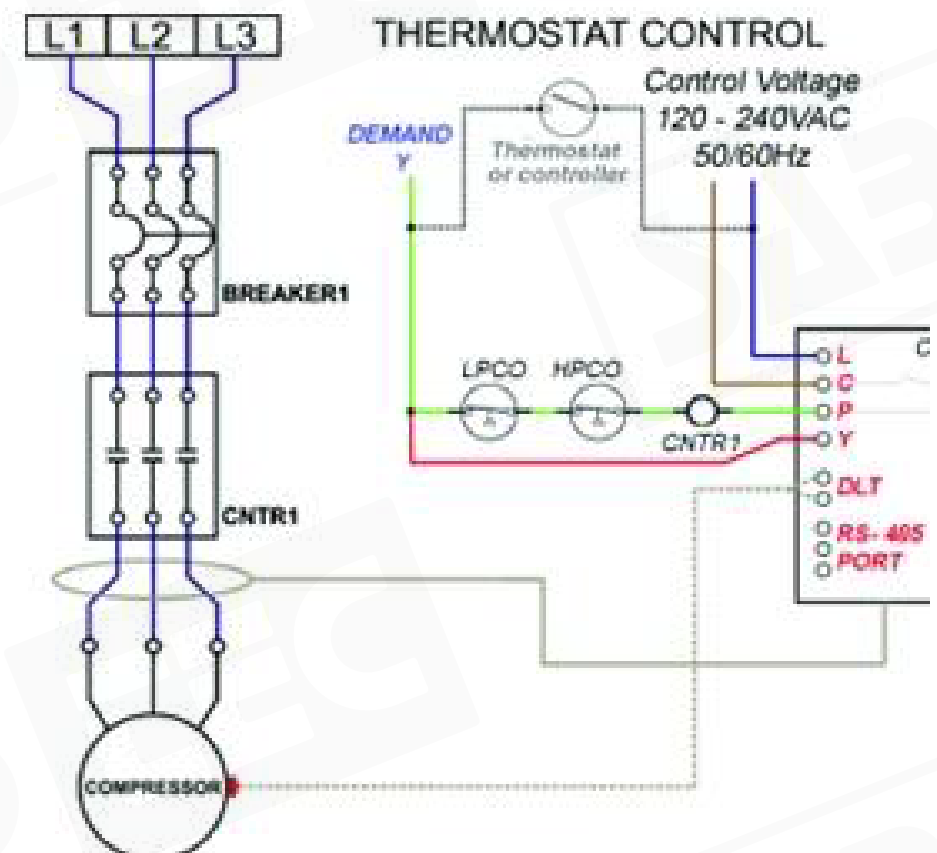 L1 L2 L3
THERMOSTAT CONTROL
Control Voltage
120 - 240VAC
50/60Hz
DEMAND
Y
Thermostat
or controller
BREAKER1
LPCO HPCO
CNTR1
L
C
P
Y
DLT
RS-485
PORT
CNTR1
COMPRESSOR